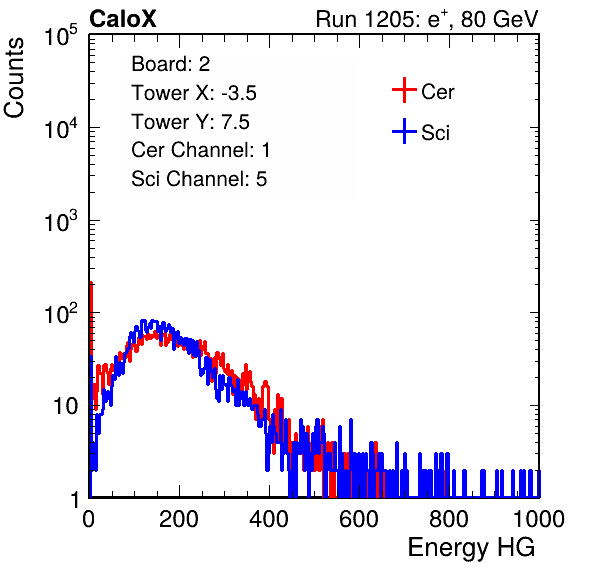 CaloX Run 1205: e⁺, 80 GeV
Counts
Board: 2
Tower X: -3.5
Tower Y: 7.5
Cer Channel: 1
Sci Channel: 5
Cer
Sci
10⁵
10⁴
10³
10²
10
1
0 200 400 600 800 1000
Energy HG